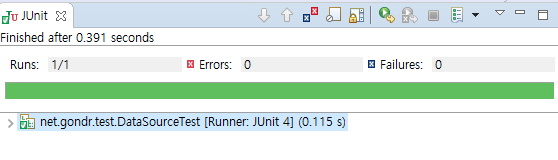 JUnit
Finished after 0.391 seconds
Runs: 1/1 Errors: 0 Failures: 0
net.gondr.test.DataSourceTest [Runner: JUnit 4] (0.115 s)